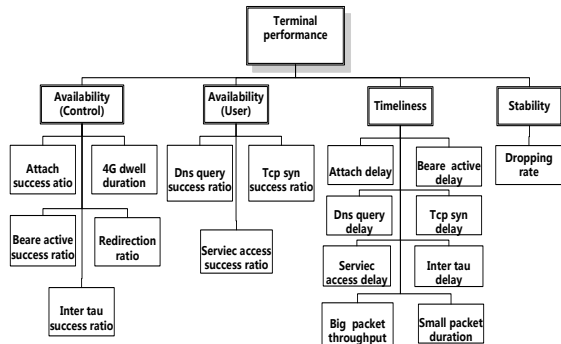 Terminal
performance
Availability
(Control)
Availability
(User)
Timeliness
Stability
Attach
success atio
4G dwell
duration
Beare active
success ratio
Redirection
ratio
Inter tau
success ratio
Dns query
success ratio
Tcp syn
success ratio
Serviec access
success ratio
Attach delay
Beare active
delay
Dns query
delay
Tcp syn
delay
Serviec
access delay
Inter tau
delay
Big packet
throughput
Small packet
duration
Dropping
rate